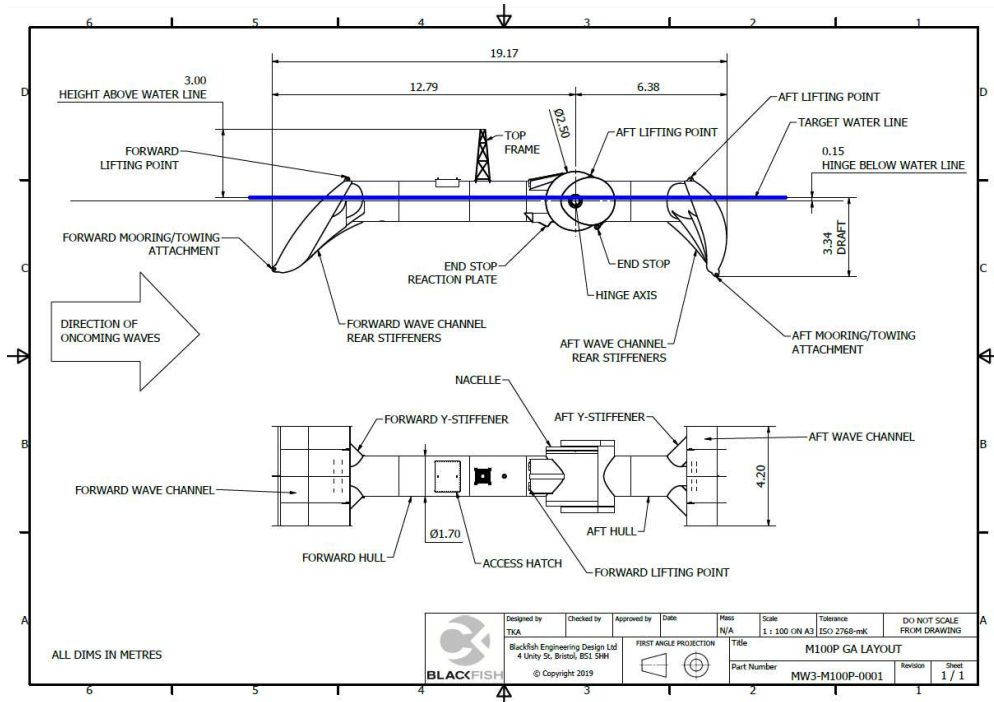 6 5 4 3 2 1
19.17
3.00
HEIGHT ABOVE WATER LINE
12.79
6.38
D
D
AFT LIFTING POINT
Ø2.50
TOP
FRAME
AFT LIFTING POINT
TARGET WATER LINE
FORWARD
LIFTING POINT
0.15
HINGE BELOW WATER LINE
FORWARD MOORING/TOWING
ATTACHMENT
3.34
DRAFT
C
C
END STOP
REACTION PLATE
END STOP
HINGE AXIS
DIRECTION OF
ONCOMING WAVES
FORWARD WAVE CHANNEL
REAR STIFFENERS
AFT WAVE CHANNEL
REAR STIFFENERS
AFT MOORING/TOWING
ATTACHMENT
NACELLE
FORWARD Y-STIFFENER
AFT Y-STIFFENER
B
B
AFT WAVE CHANNEL
FORWARD WAVE CHANNEL
4.20
Ø1.70
FORWARD HULL
ACCESS HATCH
AFT HULL
FORWARD LIFTING POINT
A
A
ALL DIMS IN METRES
BLACKFISH
Designed by
TKA
Checked by
Approved by
Date
Mass
N/A
Scale
1 : 100 ON A3
Tolerance
ISO 2768-mK
DO NOT SCALE
FROM DRAWING
Blackfish Engineering Design Ltd
4 Unity St, Bristol, BS1 5HH
© Copyright 2019
FIRST ANGLE PROJECTION
Title
M100P GA LAYOUT
Part Number
MW3-M100P-0001
Revision
Sheet
1 / 1
6 5 4 3 2 1